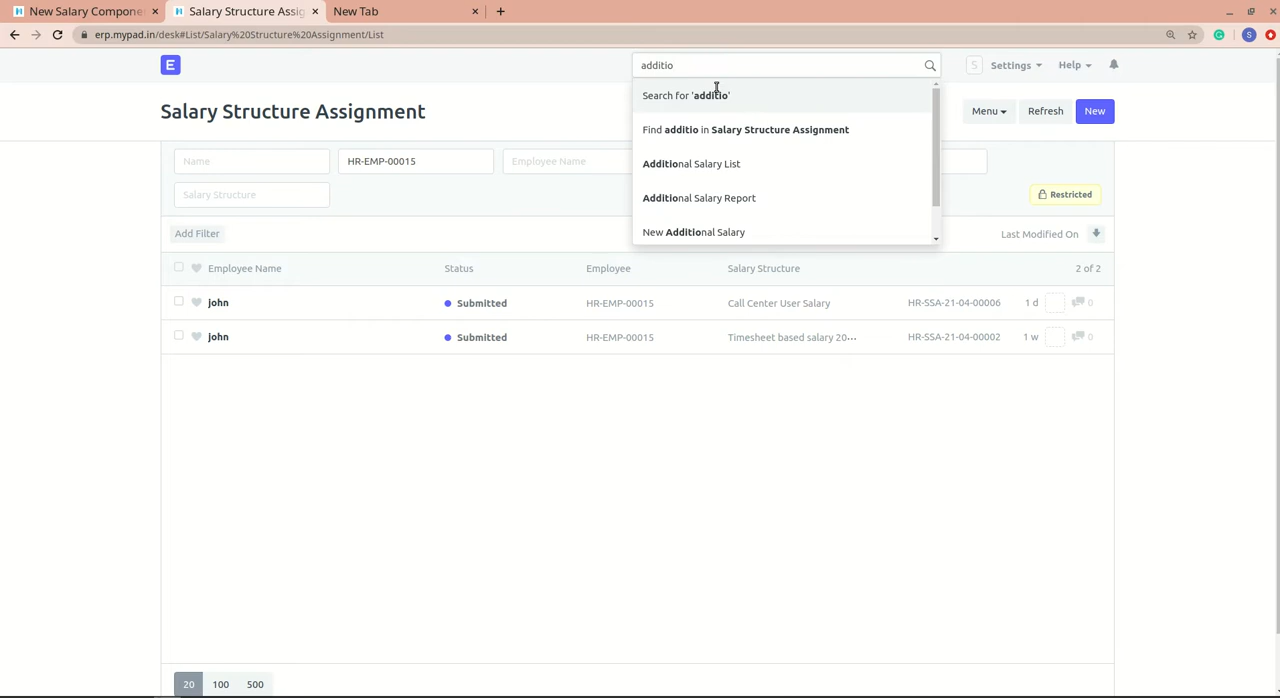 New Salary Componen
Salary Structure Assig
New Tab
erp.mypad.in/desk#List/Salary%20Structure%20Assignment/List
S
E
additio
S
Settings
Help
Search for 'additio'
Find additio in Salary Structure Assignment
Additional Salary List
Additional Salary Report
New Additional Salary
Salary Structure Assignment
Menu
Refresh
New
Name
HR-EMP-00015
Employee Name
Salary Structure
Restricted
Add Filter
Last Modified On
Employee Name
Status
Employee
Salary Structure
2 of 2
john
Submitted
HR-EMP-00015
Call Center User Salary
HR-SSA-21-04-00006
1 d
0
john
Submitted
HR-EMP-00015
Timesheet based salary 20...
HR-SSA-21-04-00002
1 w
0
20
100
500